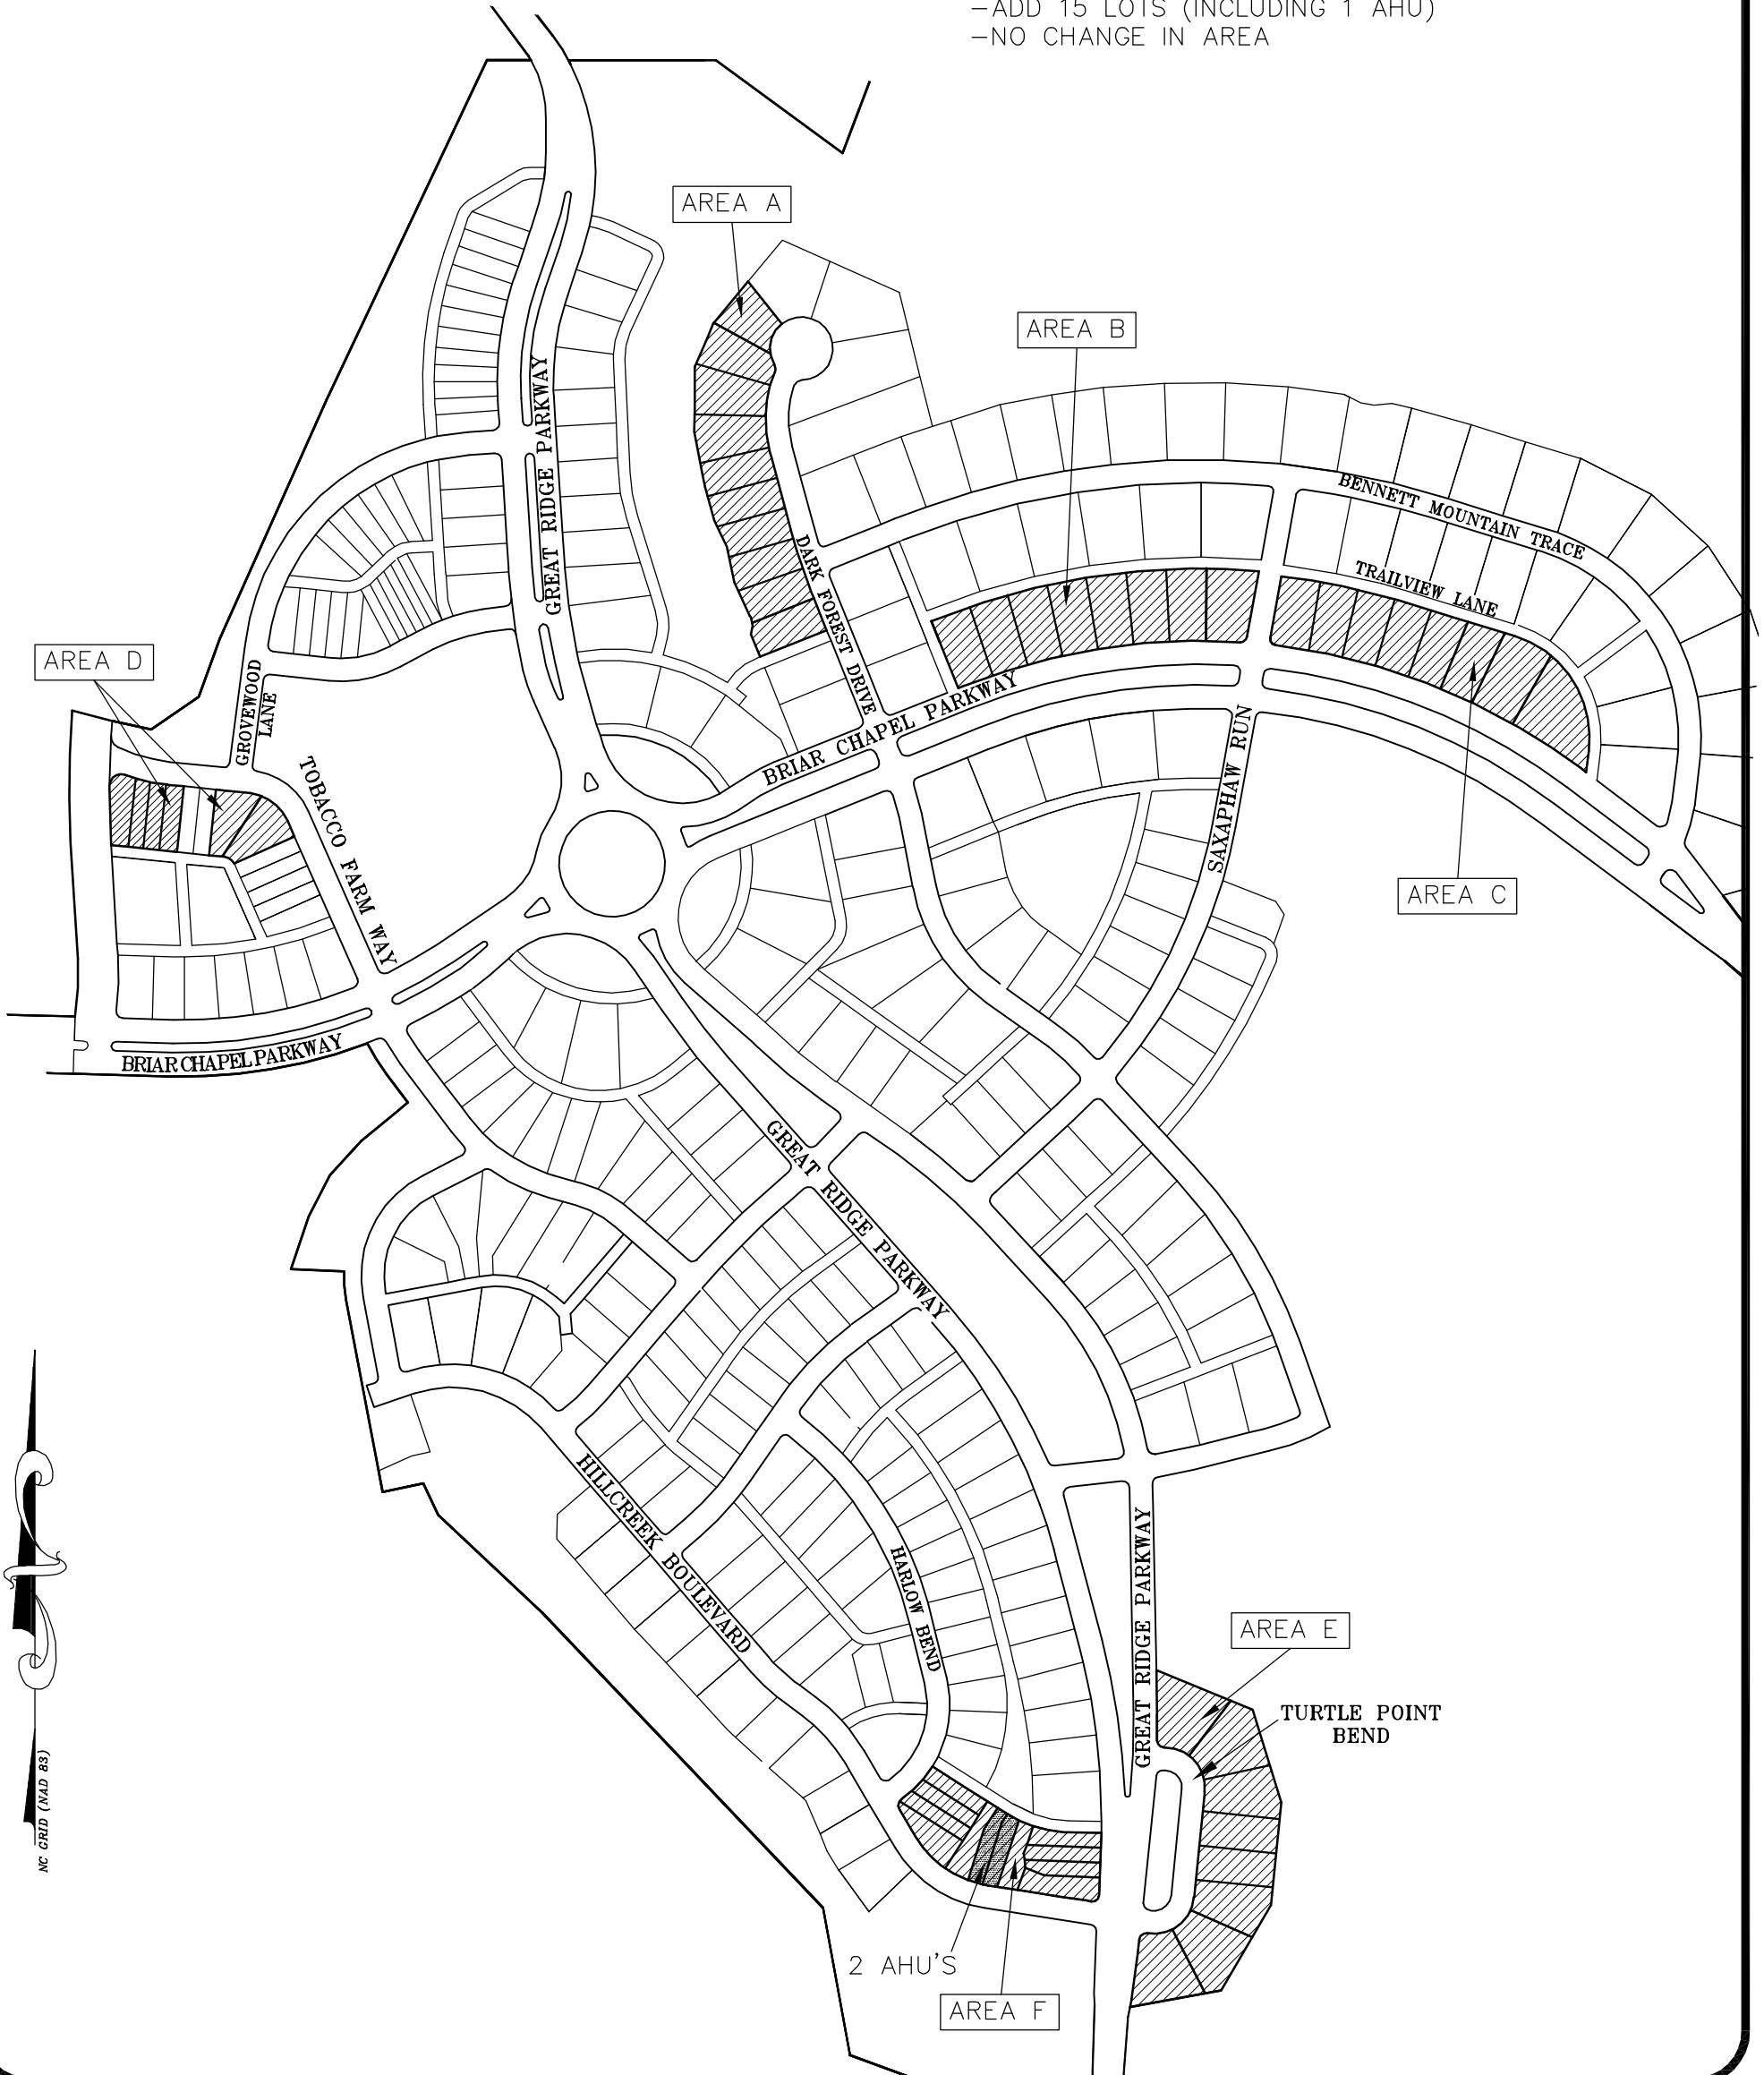 -ADD 15 LOTS (INCLUDING 1 AHU)
-NO CHANGE IN AREA
AREA A
AREA B
GREAT RIDGE PARKWAY
GREAT RIDGE PARKWAY
BENNETT MOUNTAIN TRACE
TRAILVIEW LANE
DARK FOREST DRIVE
AREA D
GROVEWOOD
LANE
TOBACCO FARM WAY
BRIAR CHAPEL PARKWAY
SAXAPHAW RUN
AREA C
BRIAR CHAPEL PARKWAY
GREAT RIDGE PARKWAY
HILLCREEK BOULEVARD
HARLOW BEND
GREAT RIDGE PARKWAY
AREA E
TURTLE POINT
BEND
NC GRID (NAD 83)
2 AHU'S
AREA F